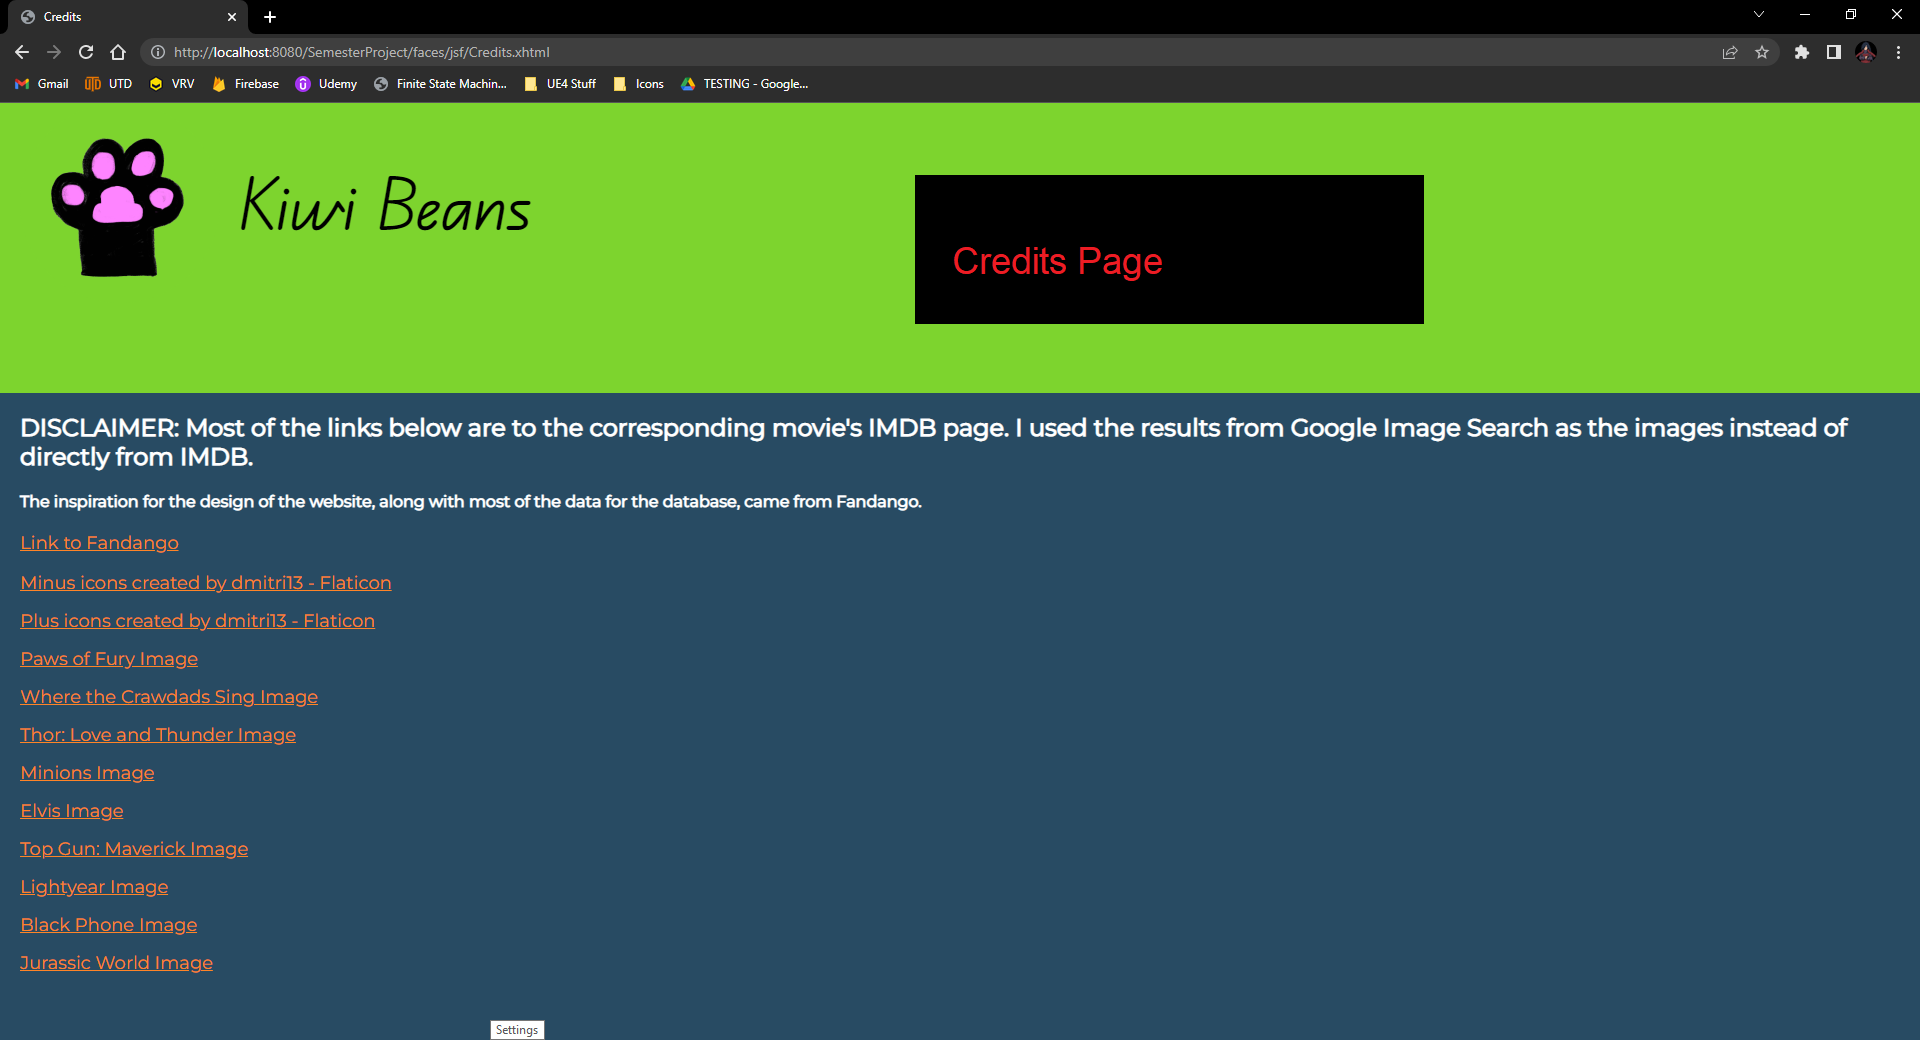 Credits
http://localhost:8080/SemesterProject/faces/jsf/Credits.xhtml
Gmail UTD VRV Firebase Udemy Finite State Machin... UE4 Stuff Icons TESTING - Google...
Kiwi Beans
Credits Page
DISCLAIMER: Most of the links below are to the corresponding movie's IMDB page. I used the results from Google Image Search as the images instead of
directly from IMDB.
The inspiration for the design of the website, along with most of the data for the database, came from Fandango.
Link to Fandango
Minus icons created by dmitri13 - Flaticon
Plus icons created by dmitri13 - Flaticon
Paws of Fury Image
Where the Crawdads Sing Image
Thor: Love and Thunder Image
Minions Image
Elvis Image
Top Gun: Maverick Image
Lightyear Image
Black Phone Image
Jurassic World Image
Settings